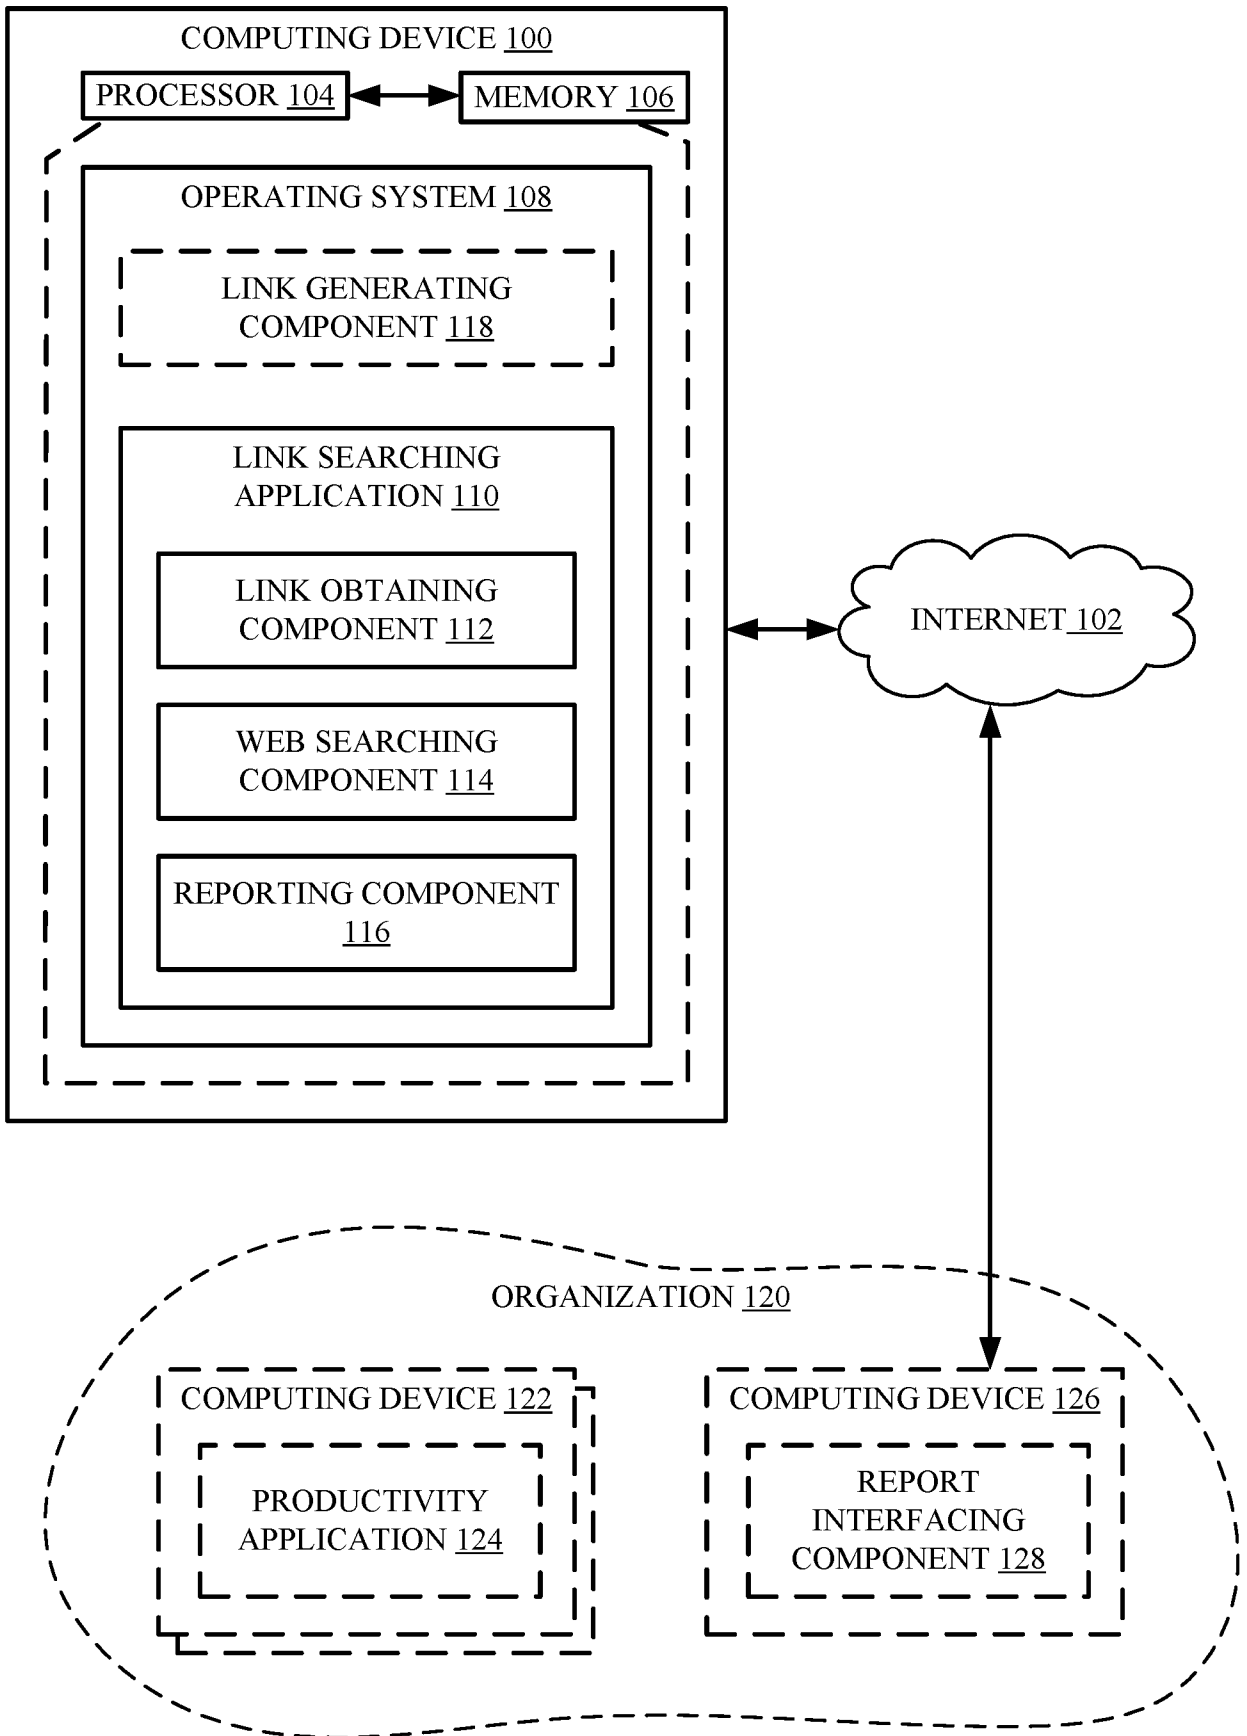 COMPUTING DEVICE 100
PROCESSOR 104
MEMORY 106
OPERATING SYSTEM 108
LINK GENERATING
COMPONENT 118
LINK SEARCHING
APPLICATION 110
LINK OBTAINING
COMPONENT 112
WEB SEARCHING
COMPONENT 114
REPORTING COMPONENT
116
INTERNET 102
ORGANIZATION 120
COMPUTING DEVICE 122
PRODUCTIVITY
APPLICATION 124
COMPUTING DEVICE 126
REPORT
INTERFACING
COMPONENT 128